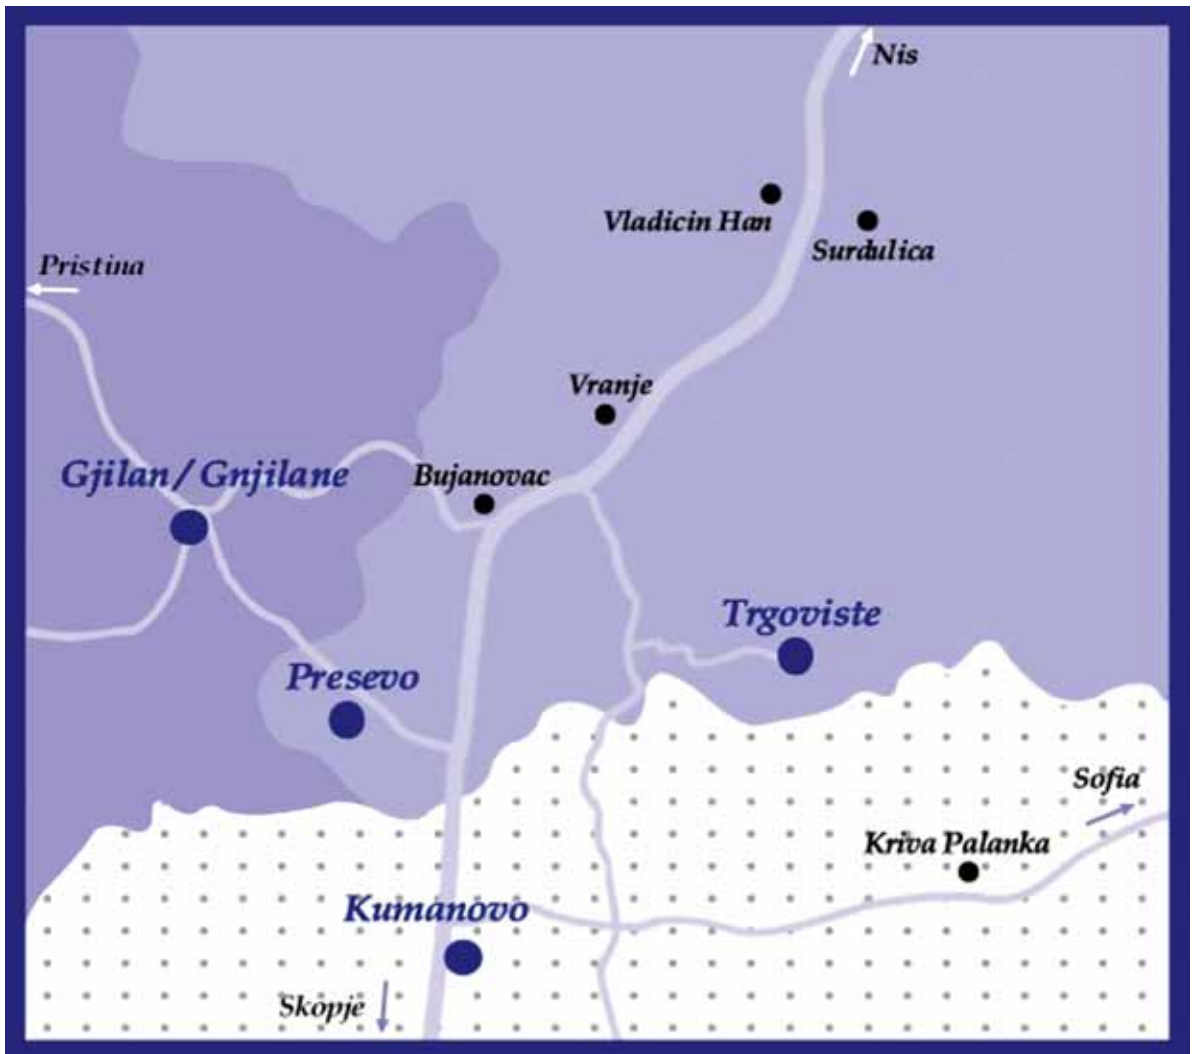 Nis
Vladicin Han
Surdulica
Pristina
Vranje
Gjilan / Gnjilane
Bujanovac
Trgoviste
Presevo
Sofia
Kriva Palanka
Kumanovo
Skopje